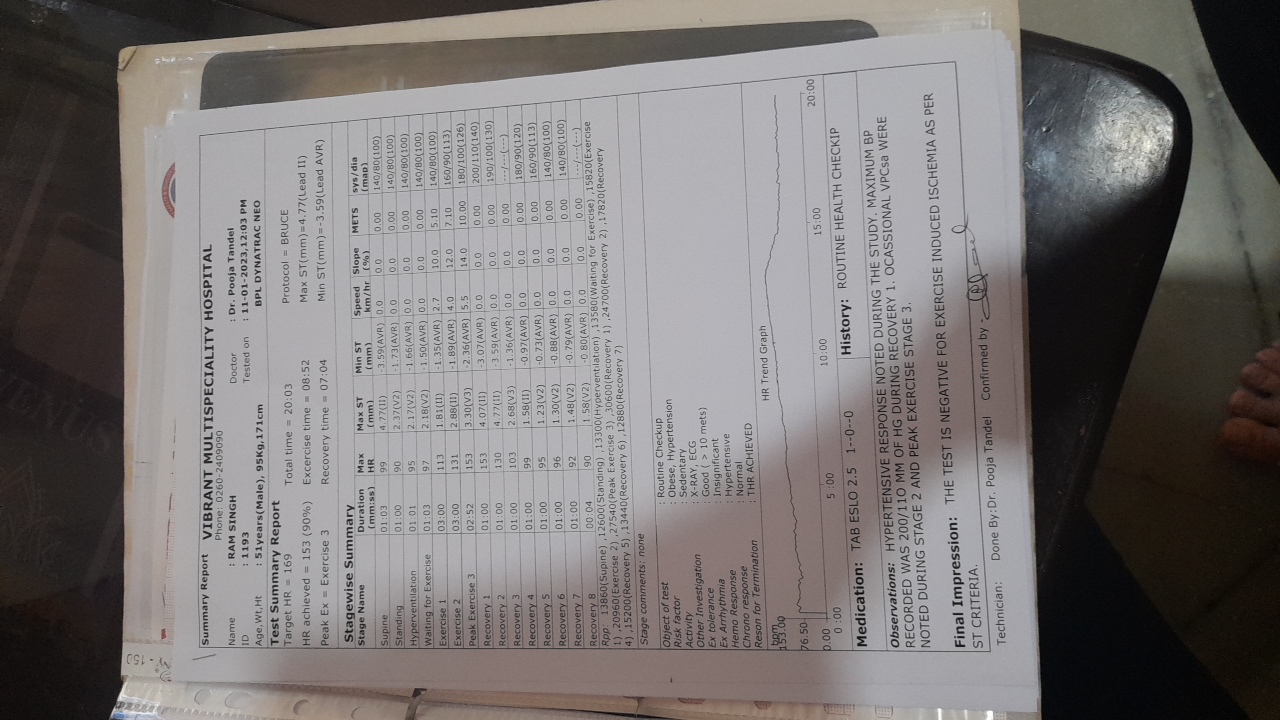 NY - 150
Summary Report VIBRANT MULTISPECIALITY HOSPITAL
Phone: 0260-2409090
Name : RAM SINGH Doctor : Dr. Pooja Tandel
ID : 1193 Tested on : 11-01-2023,12:03 PM
Age,Wt,Ht : 51years(Male), 95Kg,171cm BPL DYNATRAC NEO
Test Summary Report
Target HR = 169 Total time = 20:03 Protocol = BRUCE
HR achieved = 153 (90%) Excercise time = 08:52 Max ST(mm)=4.77(Lead II)
Peak Ex = Exercise 3 Recovery time = 07:04 Min ST(mm)=-3.59(Lead AVR)
Stagewise Summary
Stage Name Duration (mm:ss) Max HR Max ST (mm) Min ST (mm) Speed km/hr Slope (%) METS sys/dia (map)
Supine 01:03 99 4.77(II) -3.59(AVR) 0.0 0.0 0.00 140/80(100)
Standing 01:00 90 2.37(V2) -1.73(AVR) 0.0 0.0 0.00 140/80(100)
Hyperventilation 01:01 95 2.17(V2) -1.66(AVR) 0.0 0.0 0.00 140/80(100)
Waiting for Exercise 01:03 97 2.18(V2) -1.50(AVR) 0.0 0.0 0.00 140/80(100)
Exercise 1 03:00 113 1.81(II) -1.35(AVR) 2.7 10.0 5.10 140/80(100)
Exercise 2 03:00 131 2.88(II) -1.89(AVR) 4.0 12.0 7.10 160/90(113)
Peak Exercise 3 02:52 153 3.30(V3) -2.36(AVR) 5.5 14.0 10.00 180/100(126)
Recovery 1 01:00 153 4.07(II) -3.07(AVR) 0.0 0.0 0.00 200/110(140)
Recovery 2 01:00 130 4.77(II) -3.59(AVR) 0.0 0.0 0.00 190/100(130)
Recovery 3 01:00 103 2.68(V3) -1.36(AVR) 0.0 0.0 0.00 ---/---(---)
Recovery 4 01:00 99 1.58(II) -0.97(AVR) 0.0 0.0 0.00 180/90(120)
Recovery 5 01:00 95 1.23(V2) -0.73(AVR) 0.0 0.0 0.00 160/90(113)
Recovery 6 01:00 96 1.30(V2) -0.88(AVR) 0.0 0.0 0.00 140/80(100)
Recovery 7 01:00 92 1.48(V2) -0.79(AVR) 0.0 0.0 0.00 140/80(100)
Recovery 8 00:04 90 1.58(V2) -0.80(AVR) 0.0 0.0 0.00 ---/---(---)
Rpp: 13860(Supine) ,12600(Standing) ,13300(Hyperventilation) ,13580(Waiting for Exercise) ,15820(Exercise
1) ,20960(Exercise 2) ,27540(Peak Exercise 3) ,30600(Recovery 1) ,24700(Recovery 2) ,17820(Recovery
4) ,15200(Recovery 5) ,13440(Recovery 6) ,12880(Recovery 7)
Stage comments: none
Object of test : Routine Checkup
Risk factor : Obese, Hypertension
Activity : Sedentary
Other Investigation : X-RAY, ECG
Ex tolerance : Good ( > 10 mets)
Ex Arrhythmia : Insignificant
Hemo Response : Hypertensive
Chrono response : Normal
Reson for Termination : THR ACHIEVED
bpm HR Trend Graph
153.00
76.50
0.00
0 :00 5 :00 10:00 15:00 20:00
Medication: TAB ESLO 2.5 1--0--0 History: ROUTINE HEALTH CHECKIP
Observations: HYPERTENSIVE RESPONSE NOTED DURING THE STUDY. MAXIMUM BP
RECORDED WAS 200/11O MM OF HG DURING RECOVERY 1. OCASSIONAL VPCsa WERE
NOTED DURING STAGE 2 AND PEAK EXERCISE STAGE 3.
Final Impression: THE TEST IS NEGATIVE FOR EXERCISE INDUCED ISCHEMIA AS PER
ST CRITERIA.
Technician: Done By:Dr. Pooja Tandel Confirmed by -